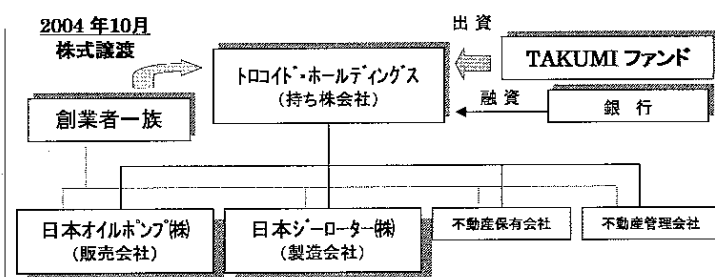 2004 年10月
株式譲渡
出 資
TAKUMI ファンド
トロコイド・ホールディングス
(持ち株会社)
融 資
銀 行
創業者一族
日本オイルポンプ㈱
(販売会社)
日本ジーローター㈱
(製造会社)
不動産保有会社
不動産管理会社